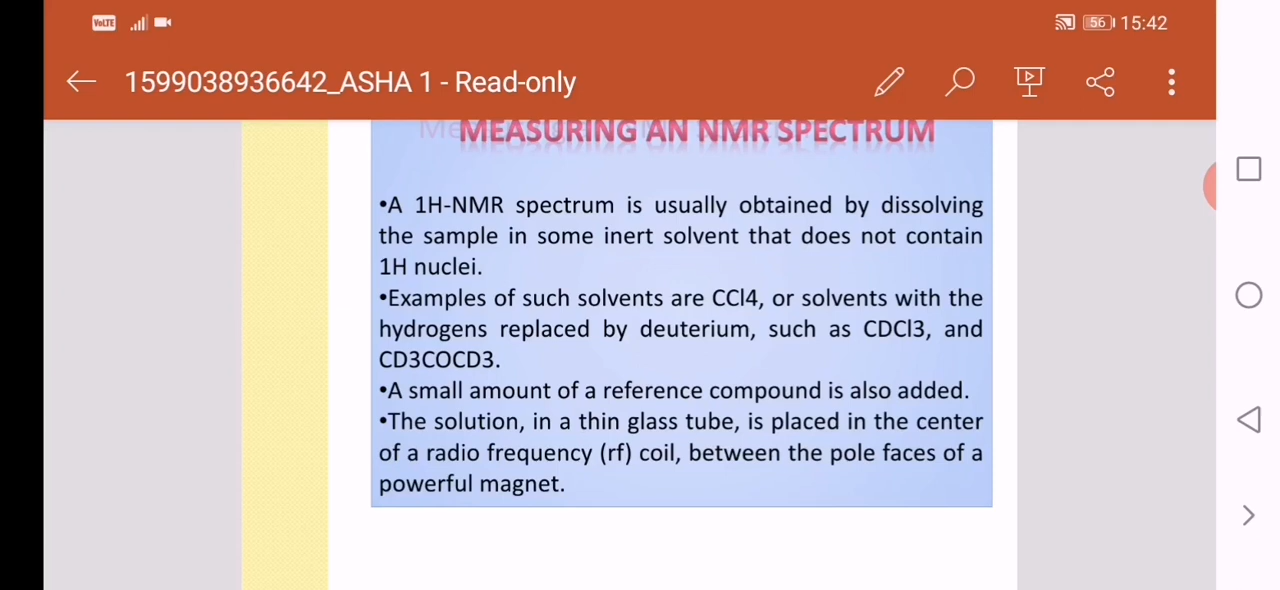 VoLTE 56 15:42
1599038936642_ASHA 1 - Read-only
MEASURING AN NMR SPECTRUM
•A 1H-NMR spectrum is usually obtained by dissolving
the sample in some inert solvent that does not contain
1H nuclei.
•Examples of such solvents are CCl4, or solvents with the
hydrogens replaced by deuterium, such as CDCl3, and
CD3COCD3.
•A small amount of a reference compound is also added.
•The solution, in a thin glass tube, is placed in the center
of a radio frequency (rf) coil, between the pole faces of a
powerful magnet.